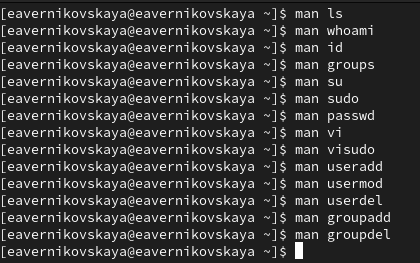 [eavernikovskaya@eavernikovskaya ~]$ man ls
[eavernikovskaya@eavernikovskaya ~]$ man whoami
[eavernikovskaya@eavernikovskaya ~]$ man id
[eavernikovskaya@eavernikovskaya ~]$ man groups
[eavernikovskaya@eavernikovskaya ~]$ man su
[eavernikovskaya@eavernikovskaya ~]$ man sudo
[eavernikovskaya@eavernikovskaya ~]$ man passwd
[eavernikovskaya@eavernikovskaya ~]$ man vi
[eavernikovskaya@eavernikovskaya ~]$ man visudo
[eavernikovskaya@eavernikovskaya ~]$ man useradd
[eavernikovskaya@eavernikovskaya ~]$ man usermod
[eavernikovskaya@eavernikovskaya ~]$ man userdel
[eavernikovskaya@eavernikovskaya ~]$ man groupadd
[eavernikovskaya@eavernikovskaya ~]$ man groupdel
[eavernikovskaya@eavernikovskaya ~]$